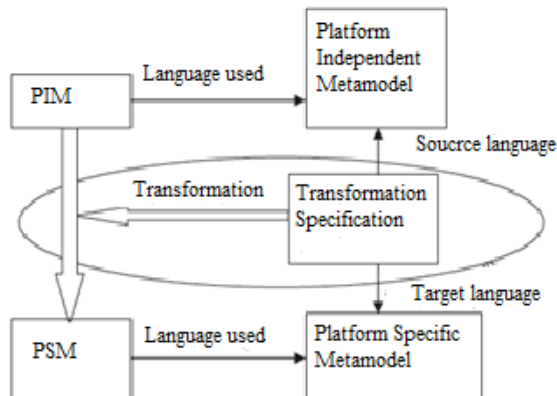 Platform
Independent
Metamodel
Language used
PIM
Soucrce language
Transformation
Transformation
Specification
Target language
Platform Specific
Metamodel
Language used
PSM